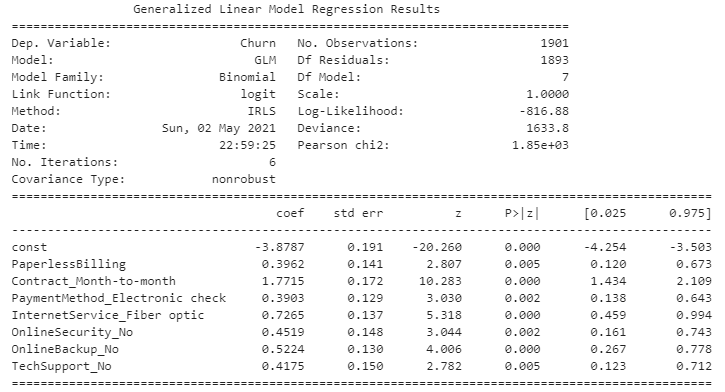 Generalized Linear Model Regression Results
==============================================================================
Dep. Variable:                  Churn   No. Observations:                 1901
Model:                            GLM   Df Residuals:                     1893
Model Family:                Binomial   Df Model:                            7
Link Function:                  logit   Scale:                          1.0000
Method:                          IRLS   Log-Likelihood:                -816.88
Date:                Sun, 02 May 2021   Deviance:                       1633.8
Time:                        22:59:25   Pearson chi2:                 1.85e+03
No. Iterations:                     6
Covariance Type:            nonrobust
==================================================================================================
coef    std err          z      P>|z|      [0.025      0.975]
--------------------------------------------------------------------------------------------------
const                             -3.8787      0.191    -20.260      0.000      -4.254      -3.503
PaperlessBilling                   0.3962      0.141      2.807      0.005       0.120       0.673
Contract_Month-to-month            1.7715      0.172     10.283      0.000       1.434       2.109
PaymentMethod_Electronic check     0.3903      0.129      3.030      0.002       0.138       0.643
InternetService_Fiber optic        0.7265      0.137      5.318      0.000       0.459       0.994
OnlineSecurity_No                  0.4519      0.148      3.044      0.002       0.161       0.743
OnlineBackup_No                    0.5224      0.130      4.006      0.000       0.267       0.778
TechSupport_No                     0.4175      0.150      2.782      0.005       0.123       0.712
==================================================================================================